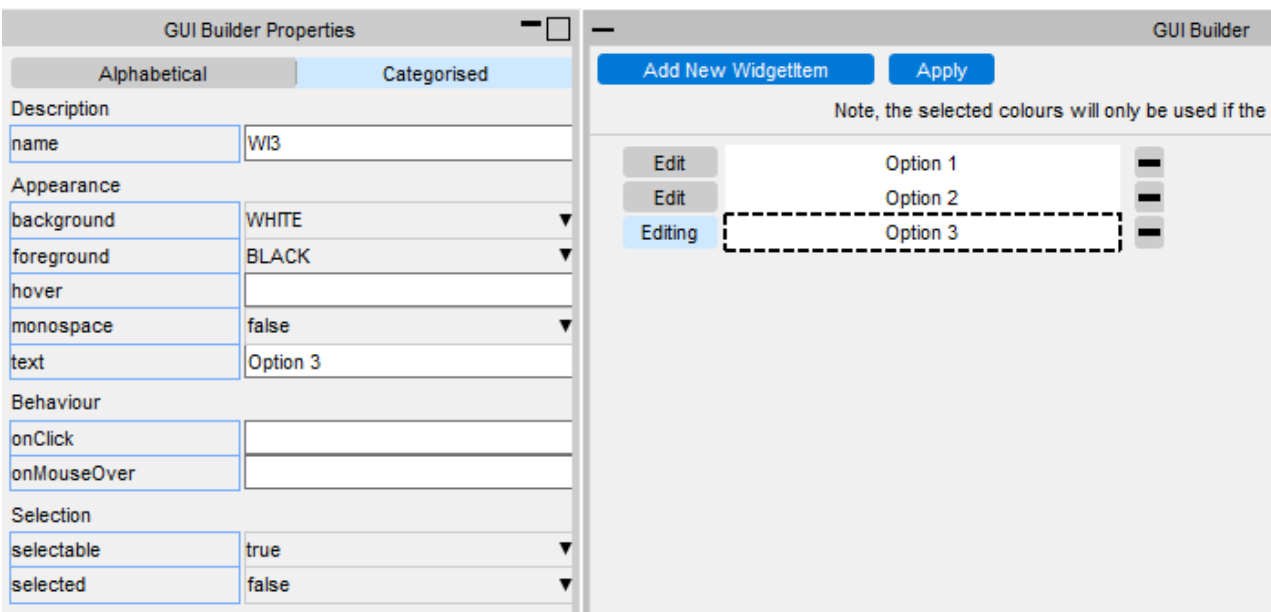 GUI Builder Properties
Alphabetical Categorised
Description
name WI3
Appearance
background WHITE
foreground BLACK
hover
monospace false
text Option 3
Behaviour
onClick
onMouseOver
Selection
selectable true
selected false
GUI Builder
Add New WidgetItem Apply
Note, the selected colours will only be used if the
Edit Option 1
Edit Option 2
Editing Option 3